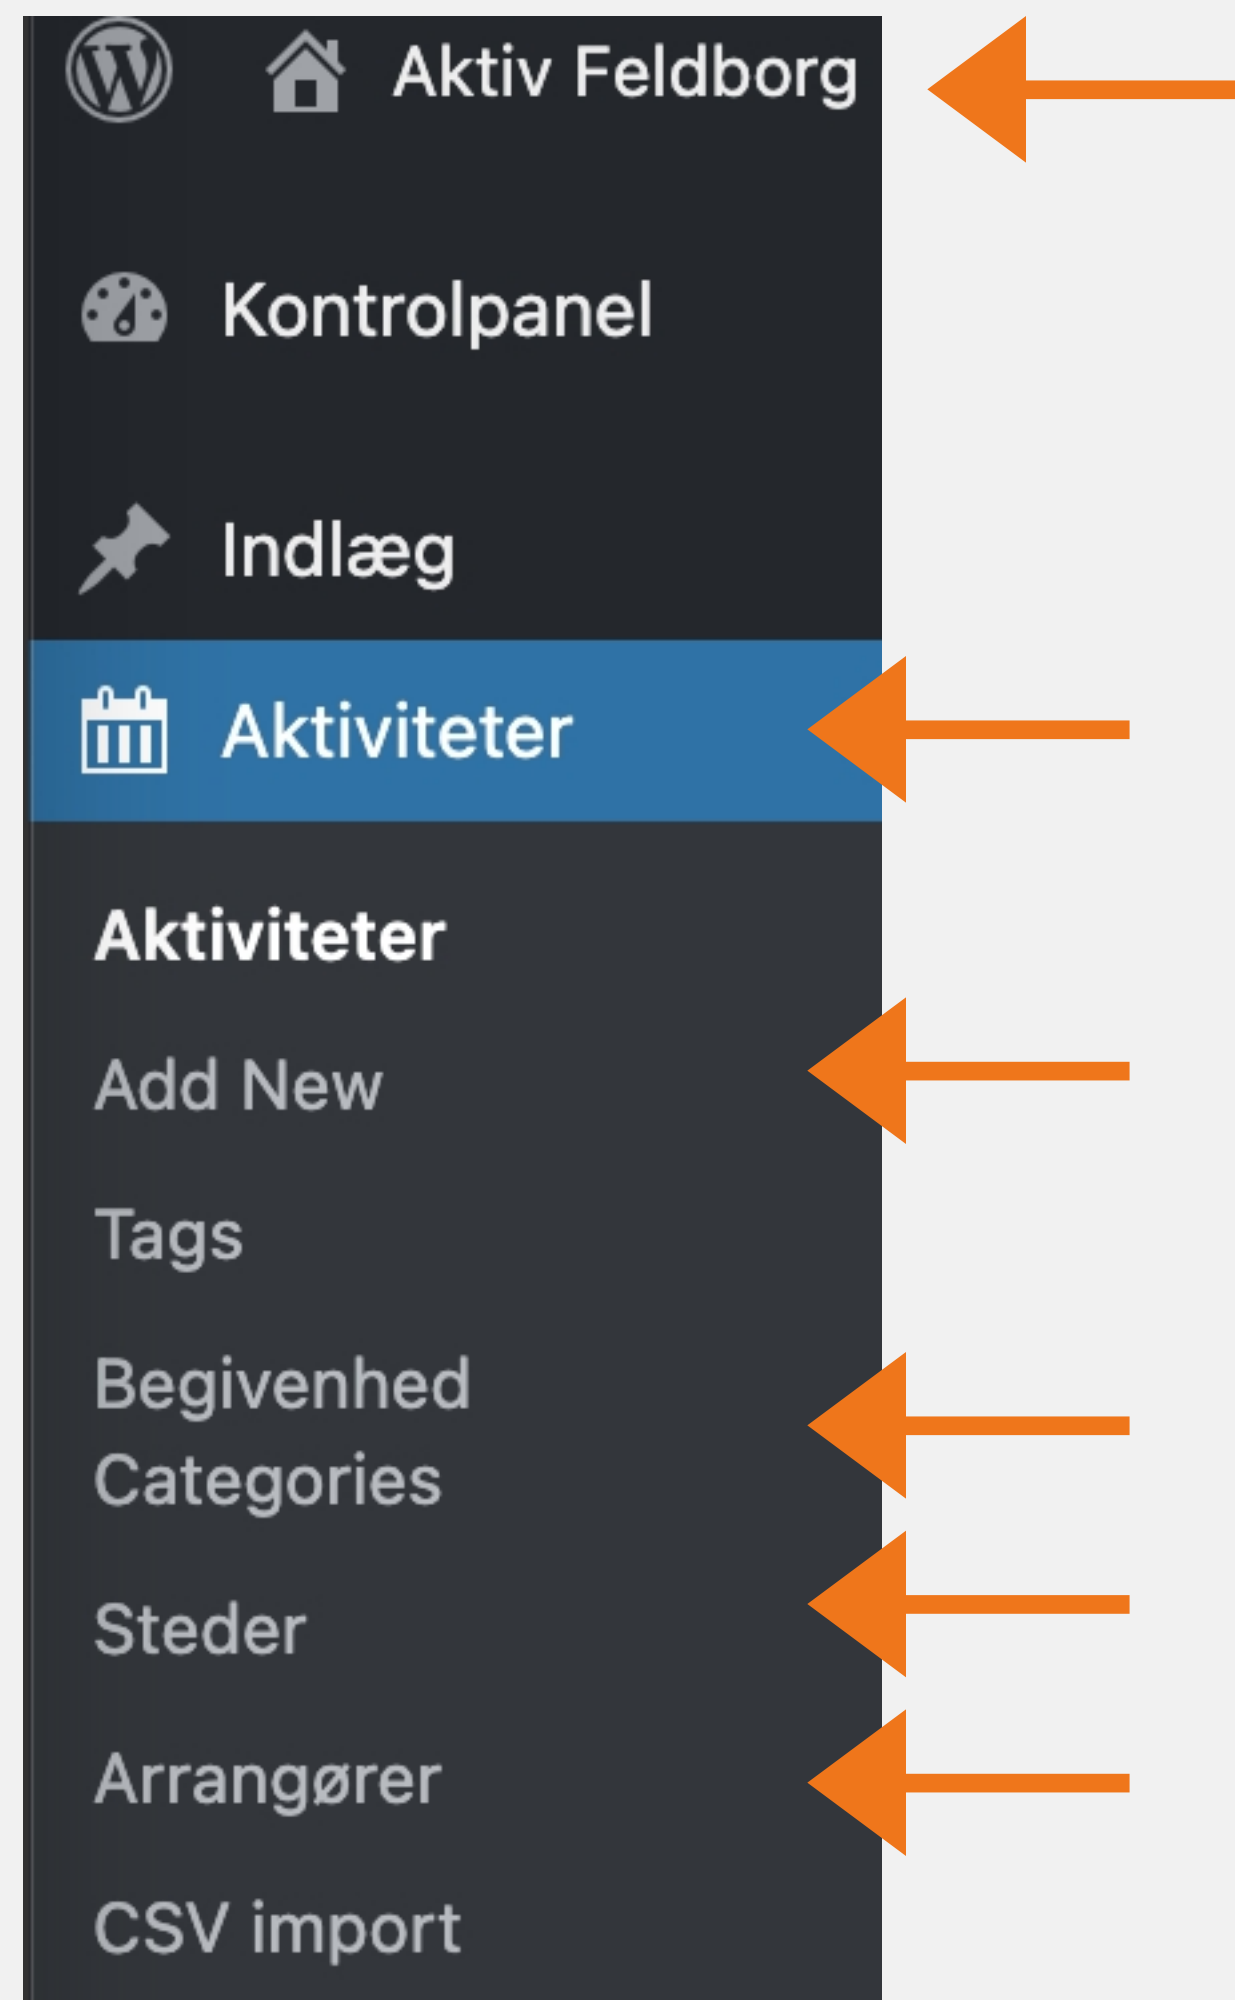 Aktiv Feldborg
Kontrolpanel
Indlæg
Aktiviteter
Aktiviteter
Add New
Tags
Begivenhed
Categories
Steder
Arrangører
CSV import